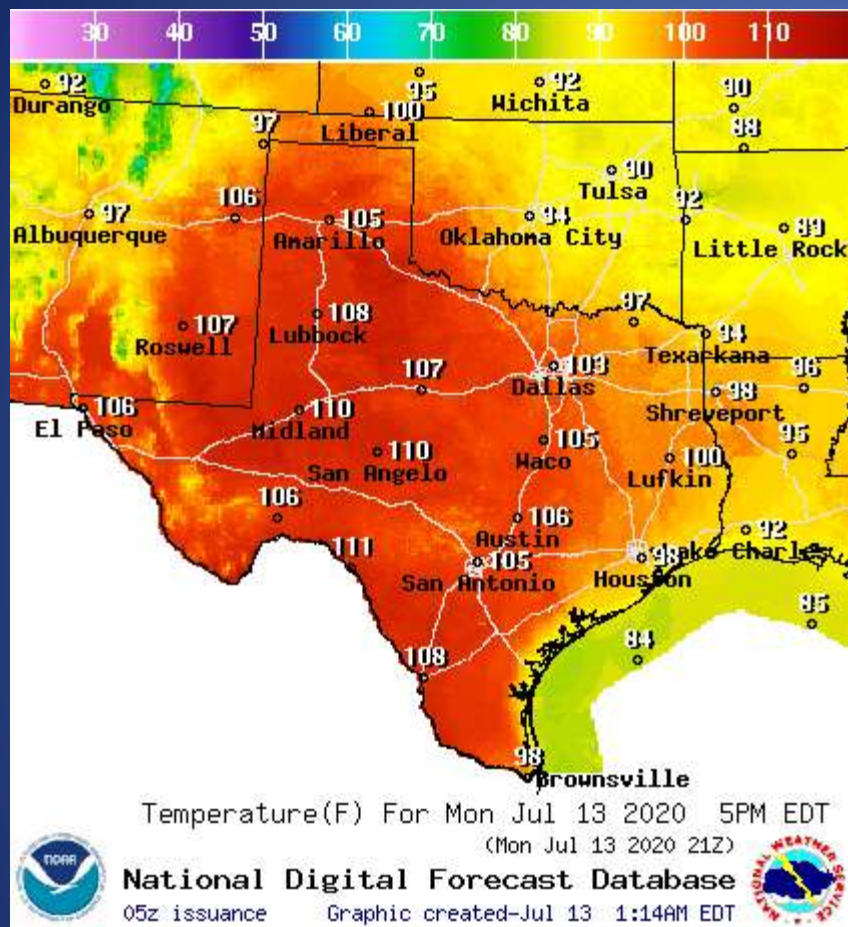 30 40 50 60 70 80 90 100 110
92
Durango
95
92
Wichita
90
100
Liberal
97
88
90
Tulsa
97
Albuquerque
106
105
Amarillo
94
Oklahoma City
92
89
Little Rock
107
Roswell
108
Lubbock
97
94
Texarkana
103
Dallas
107
96
98
Shreveport
106
El Paso
110
Midland
105
Waco
95
110
San Angelo
100
Lufkin
106
106
Austin
92
Lake Charles
111
105
San Antonio
98
Houston
85
84
108
98
Brownsville
Temperature(F) For Mon Jul 13 2020 5PM EDT
(Mon Jul 13 2020 21Z)
NOAA
National Digital Forecast Database
05z issuance Graphic created-Jul 13 1:14AM EDT
NATIONAL WEATHER SERVICE